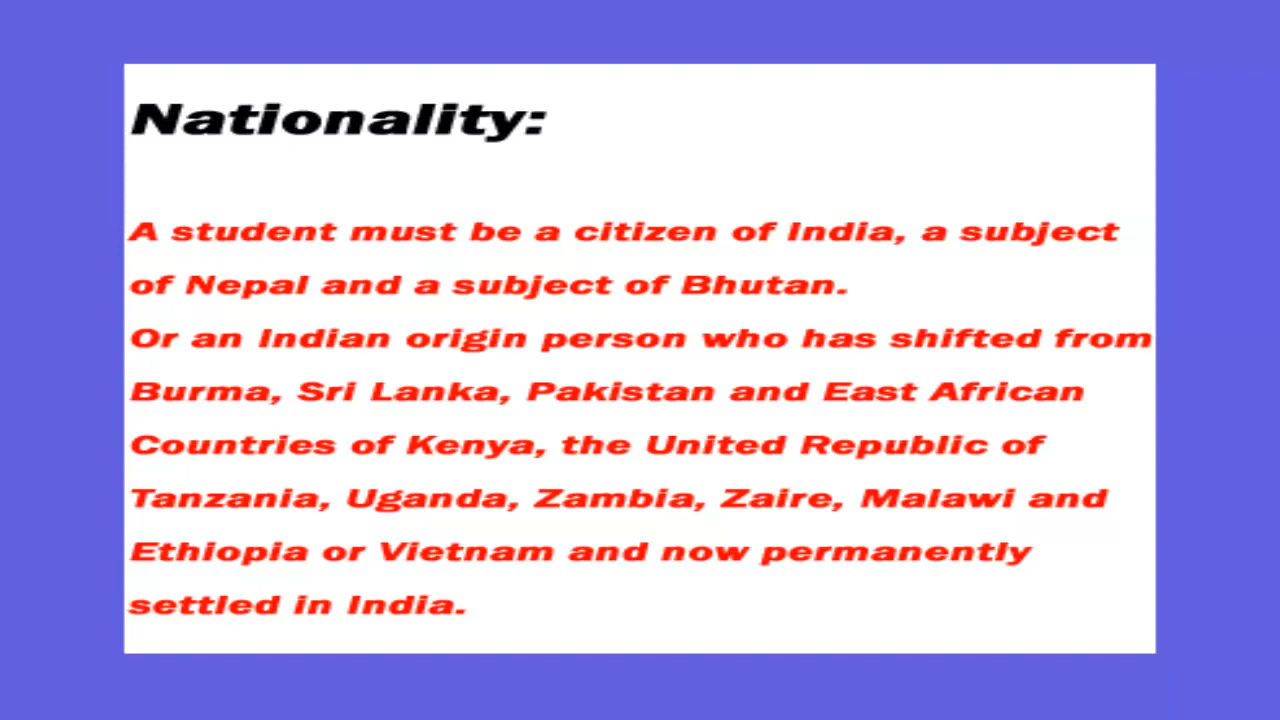 Nationality:
A student must be a citizen of India, a subject
of Nepal and a subject of Bhutan.
Or an Indian origin person who has shifted from
Burma, Sri Lanka, Pakistan and East African
Countries of Kenya, the United Republic of
Tanzania, Uganda, Zambia, Zaire, Malawi and
Ethiopia or Vietnam and now permanently
settled in India.